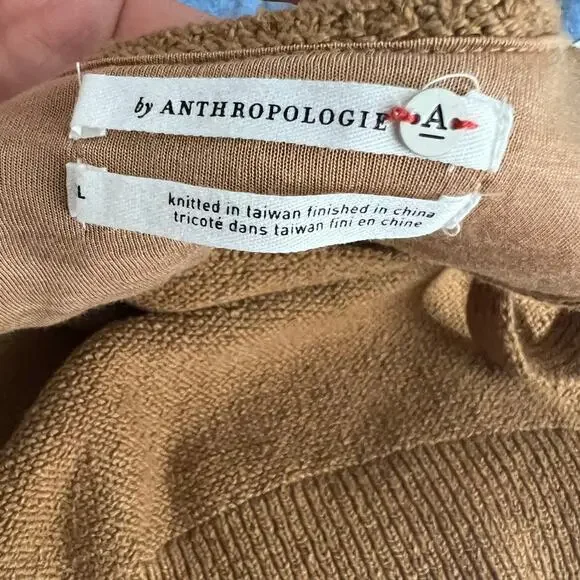 by ANTHROPOLOGIE
A
L
knitted in taiwan finished in china
tricoté dans taiwan fini en chine